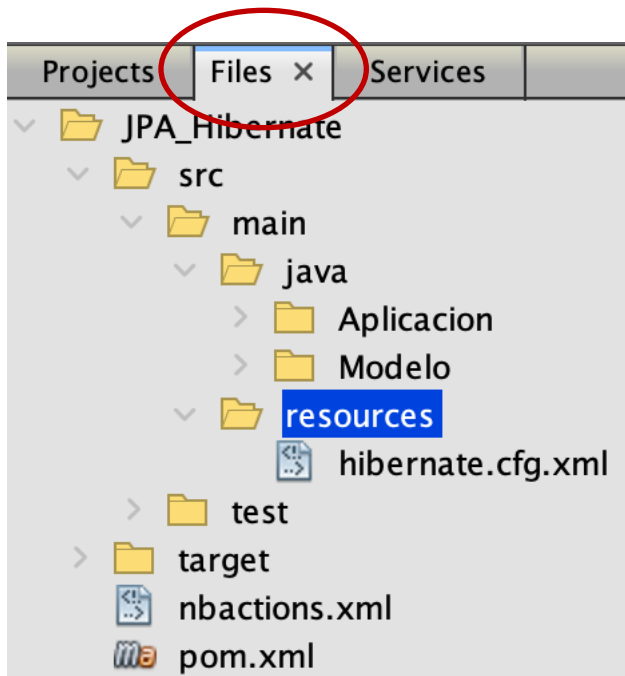 Projects Files × Services
JPA_Hibernate
src
main
java
Aplicacion
Modelo
resources
hibernate.cfg.xml
test
target
nbactions.xml
pom.xml